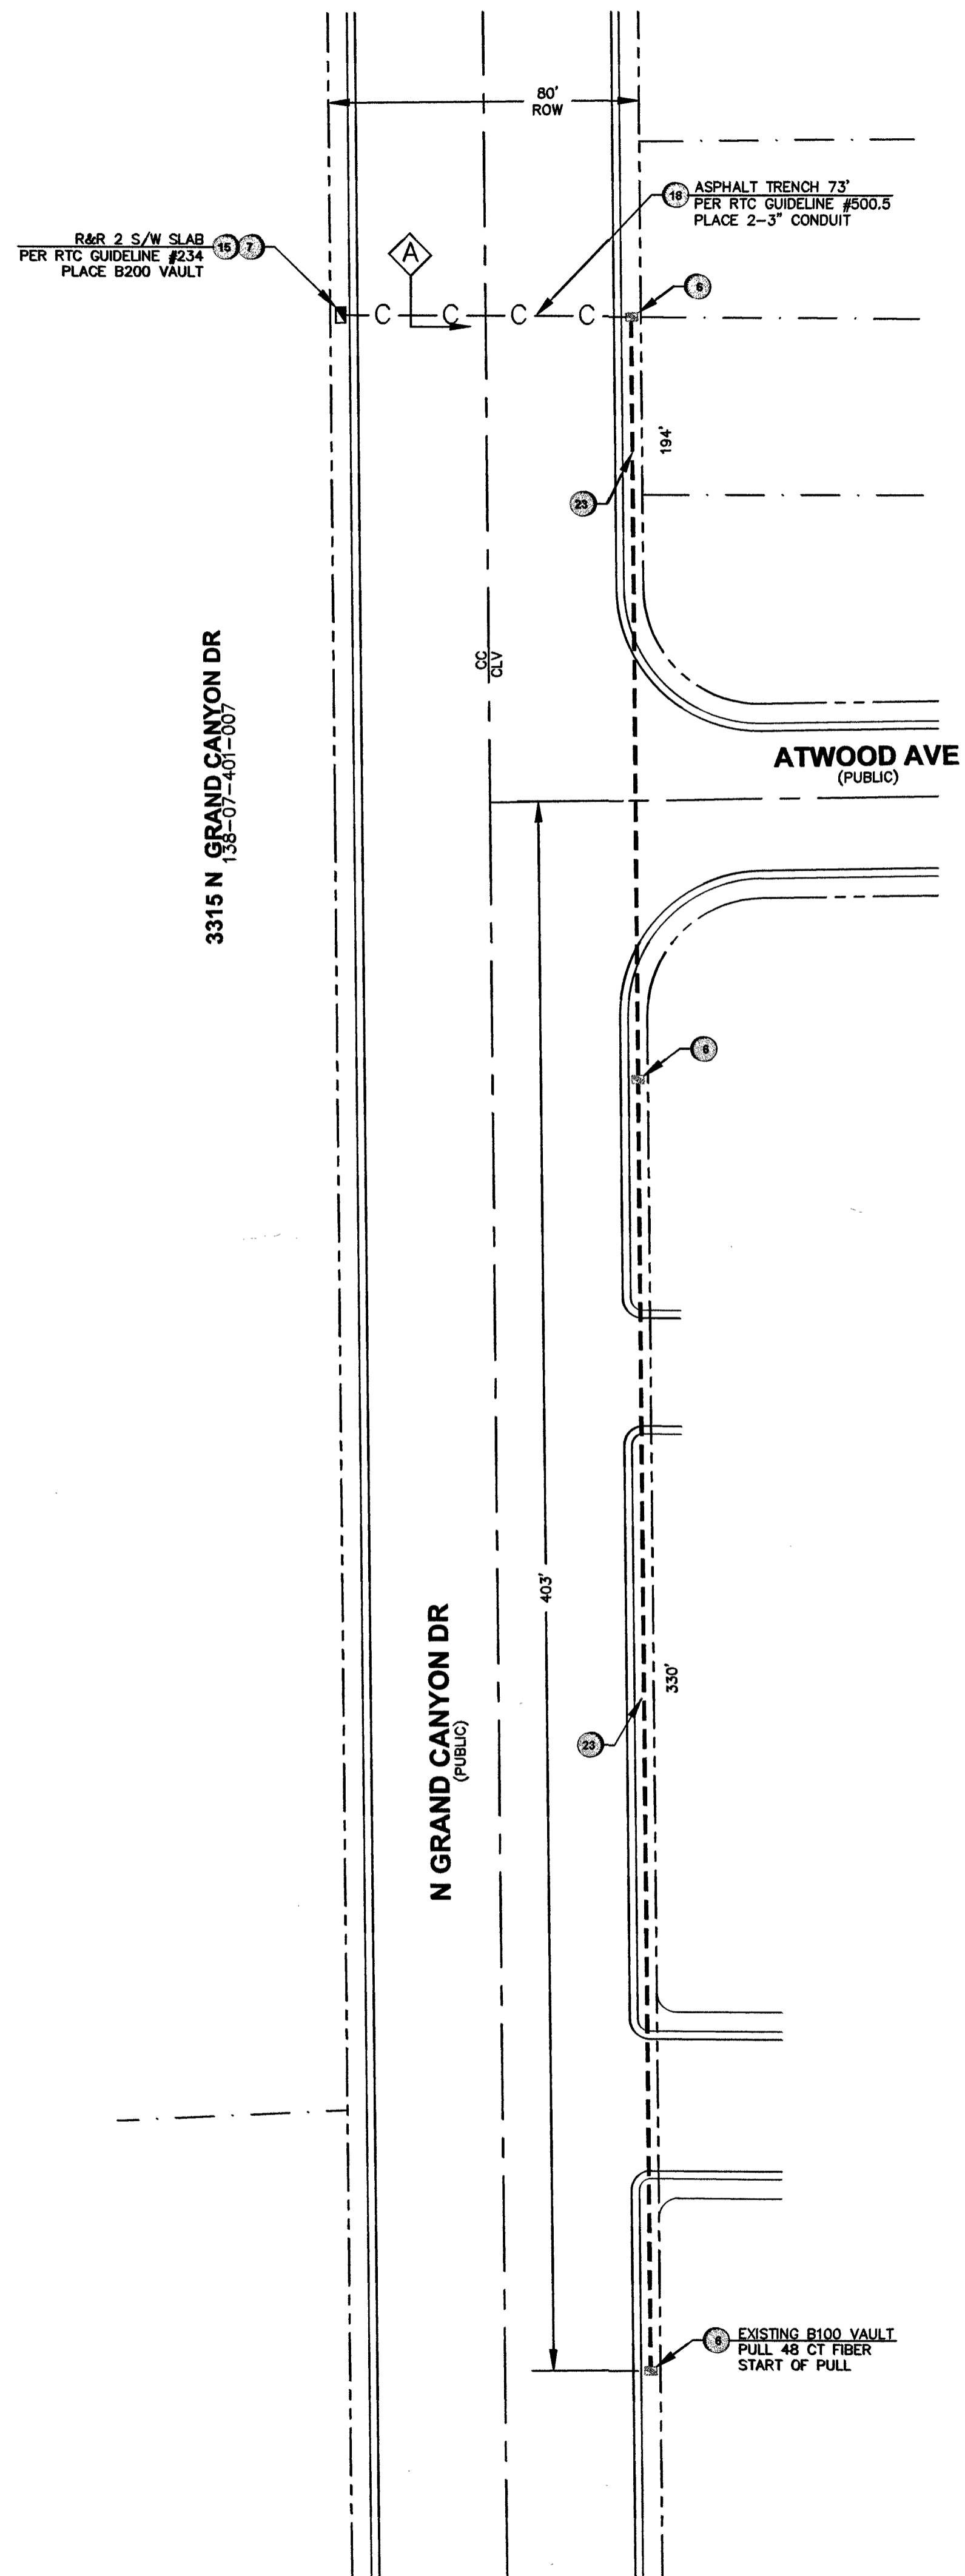 80'
ROW
18
ASPHALT TRENCH 73'
PER RTC GUIDELINE #500.5
PLACE 2-3" CONDUIT
R&R 2 S/W SLAB
PER RTC GUIDELINE #234
PLACE B200 VAULT
15
7
A
6
C C C C
194'
23
CC
CLV
3315 N GRAND CANYON DR
138-07-401-007
ATWOOD AVE
(PUBLIC)
6
403'
N GRAND CANYON DR
(PUBLIC)
330'
23
6
EXISTING B100 VAULT
PULL 48 CT FIBER
START OF PULL